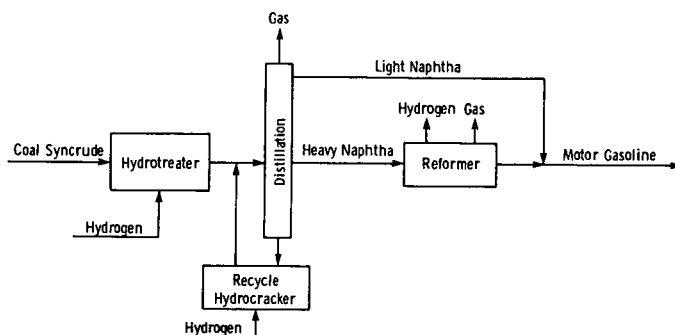 Gas
Light Naphtha
Hydrogen Gas
Coal Syncrude
Hydrotreater
Distillation
Heavy Naphtha
Reformer
Motor Gasoline
Hydrogen
Recycle
Hydrocracker
Hydrogen